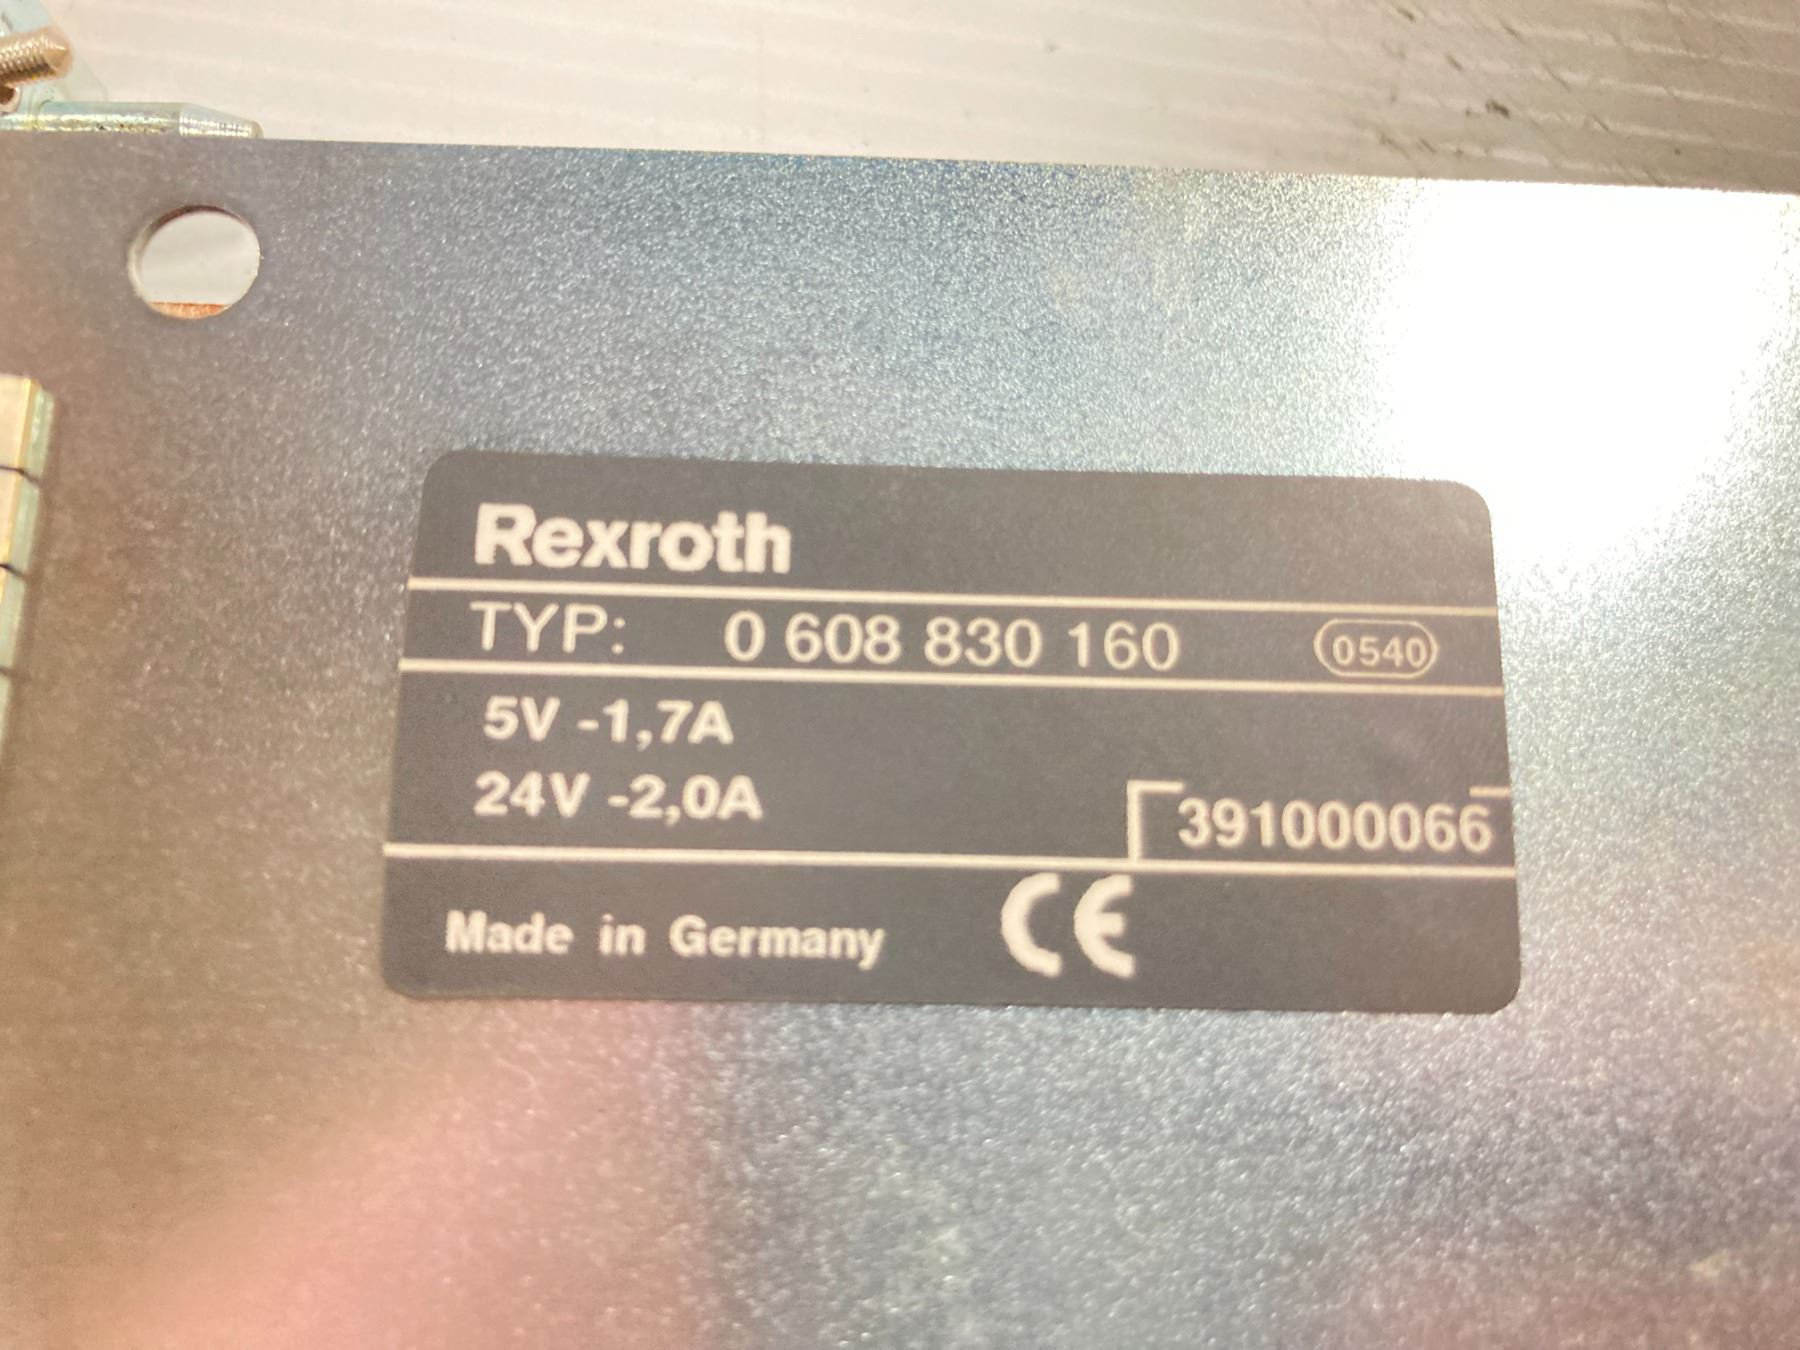 Rexroth
TYP: 0 608 830 160 0540
5V -1,7A
24V -2,0A
391000066
Made in Germany CE